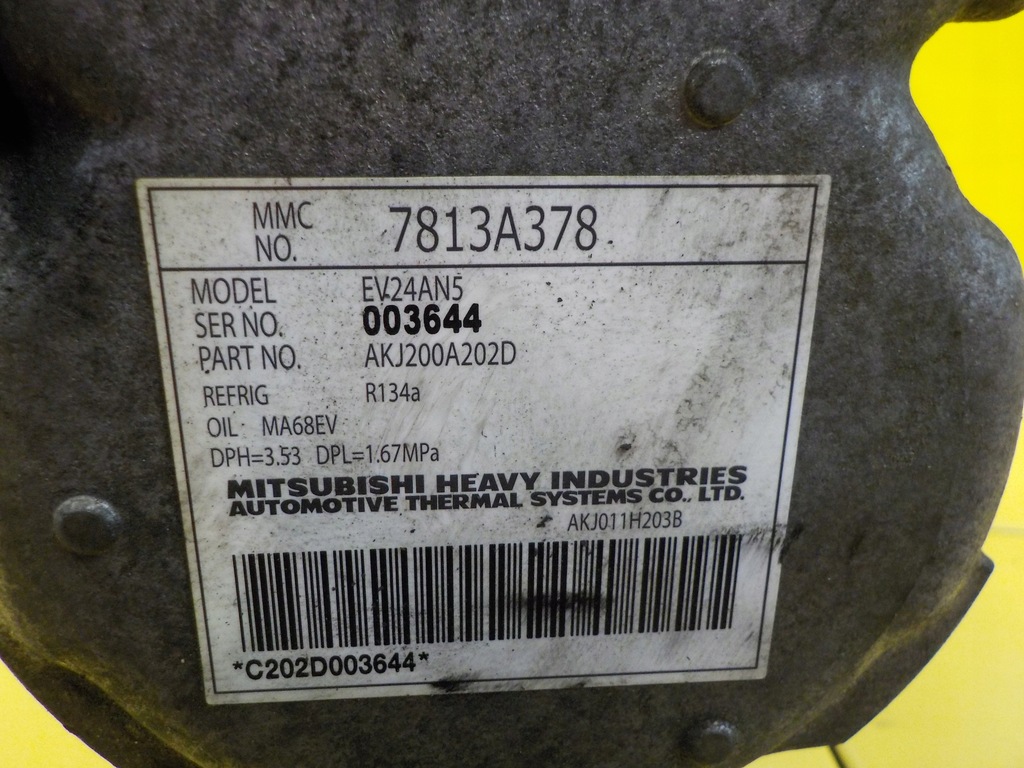 MMC NO. 7813A378
MODEL EV24AN5
SER NO. 003644
PART NO. AKJ200A202D
REFRIG R134a
OIL MA68EV
DPH=3.53 DPL=1.67MPa
MITSUBISHI HEAVY INDUSTRIES
AUTOMOTIVE THERMAL SYSTEMS CO., LTD.
AKJ011H203B
*C202D003644*